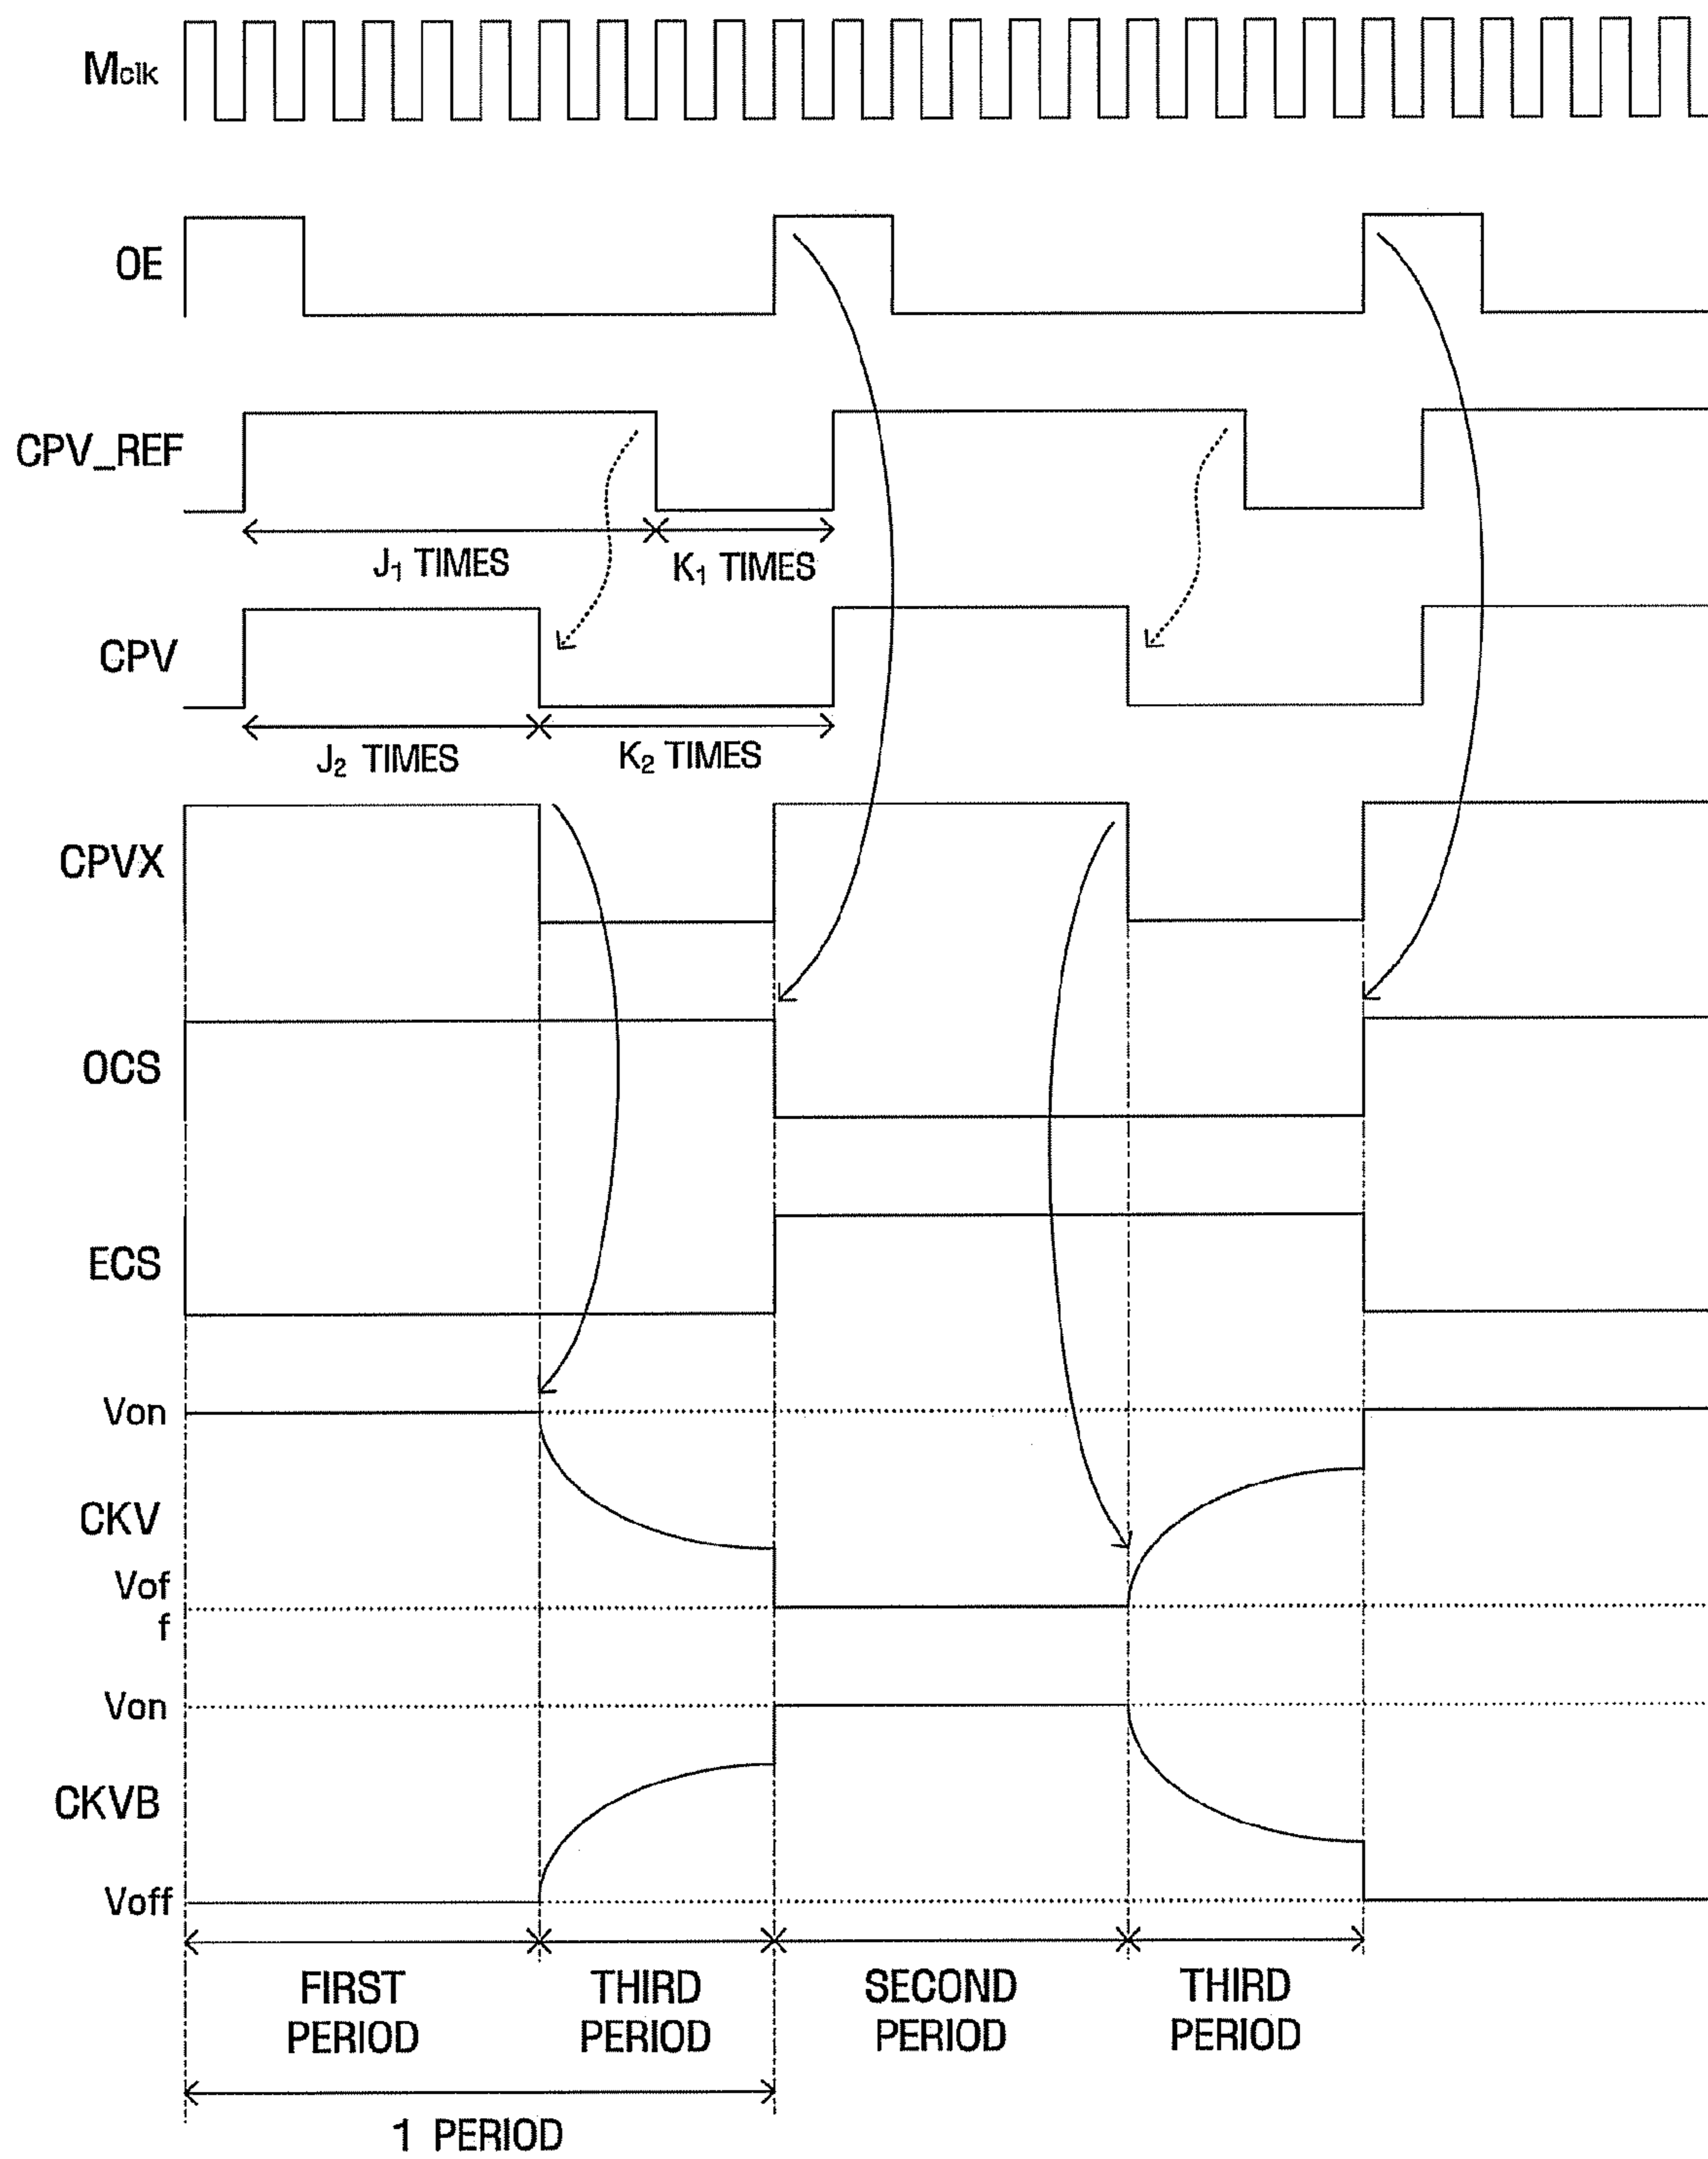 Mclk
OE
CPV_REF
J₁ TIMES K₁ TIMES
CPV
J₂ TIMES K₂ TIMES
CPVX
OCS
ECS
Von
CKV
Vof
f
Von
CKVB
Voff
FIRST PERIOD
THIRD PERIOD
SECOND PERIOD
THIRD PERIOD
1 PERIOD